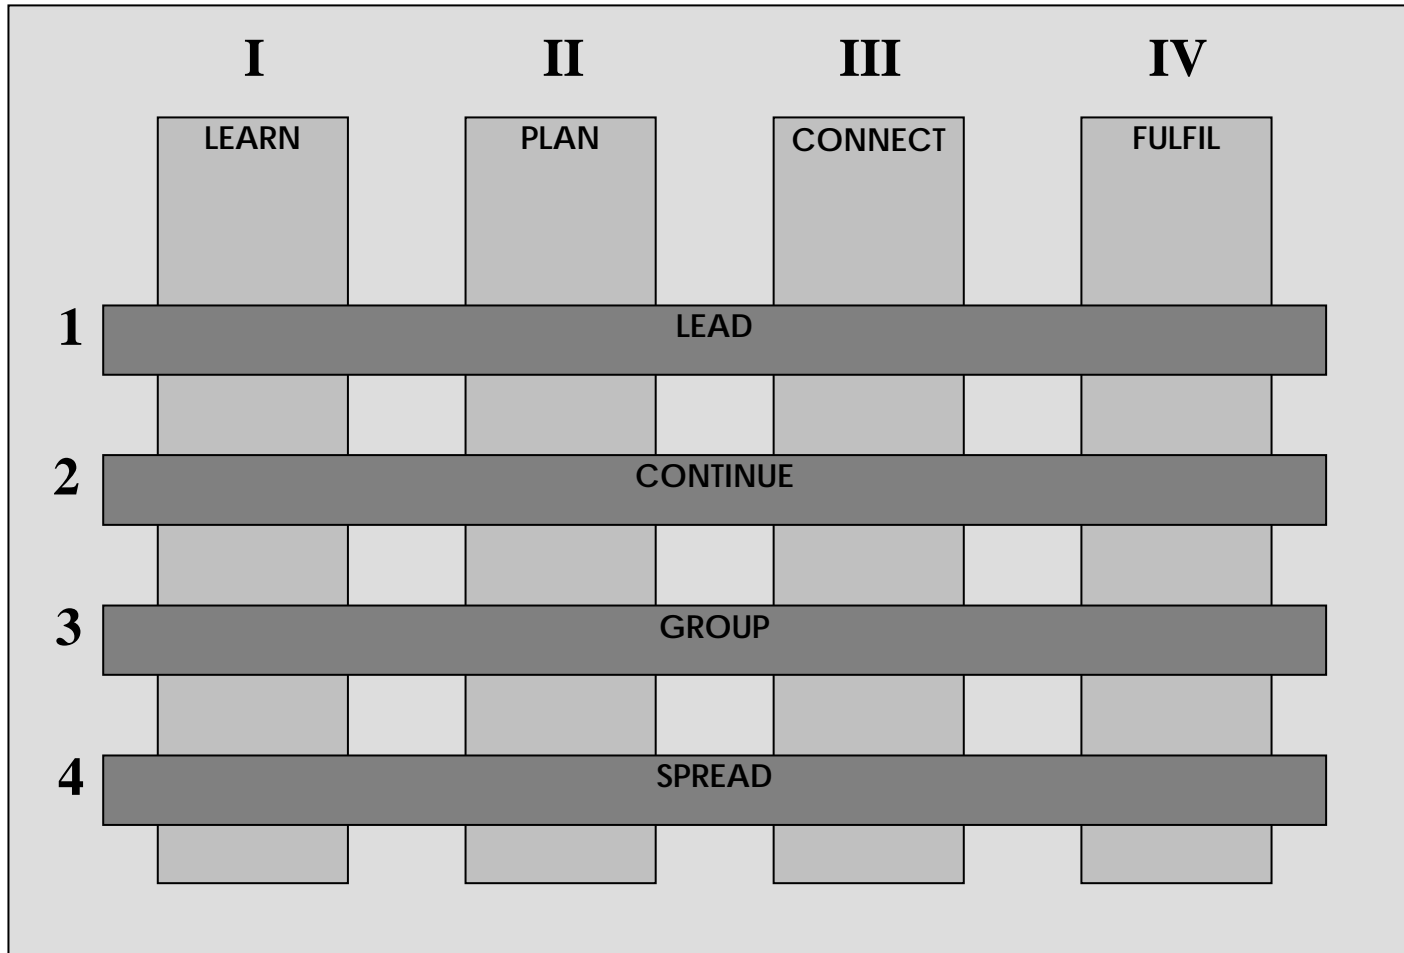 I II III IV
LEARN PLAN CONNECT FULFIL
1 LEAD
2 CONTINUE
3 GROUP
4 SPREAD